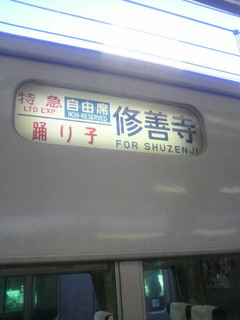 特急 自由席 修善寺
LTD.EXP NON-RESERVED
踊り子 FOR SHUZENJI